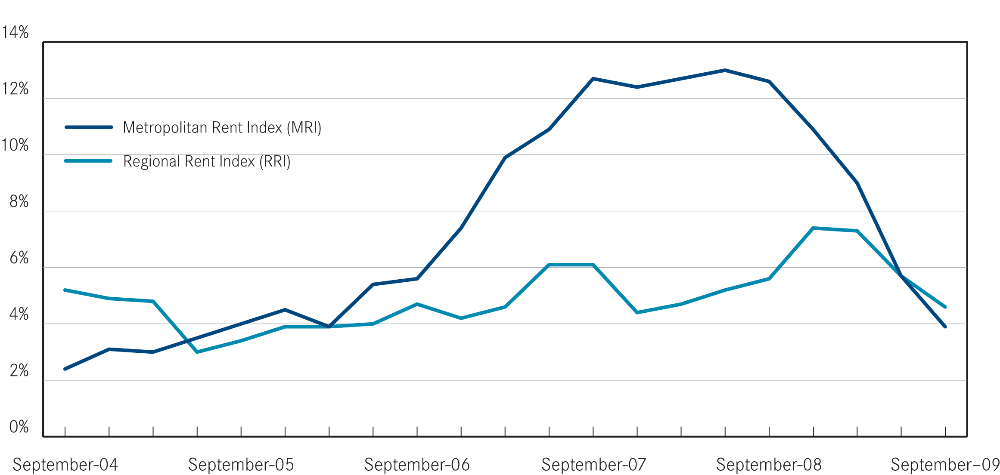 14%
12%
Metropolitan Rent Index (MRI)
10%
Regional Rent Index (RRI)
8%
6%
4%
2%
0%
September-04 September-05 September-06 September-07 September-08 September-09